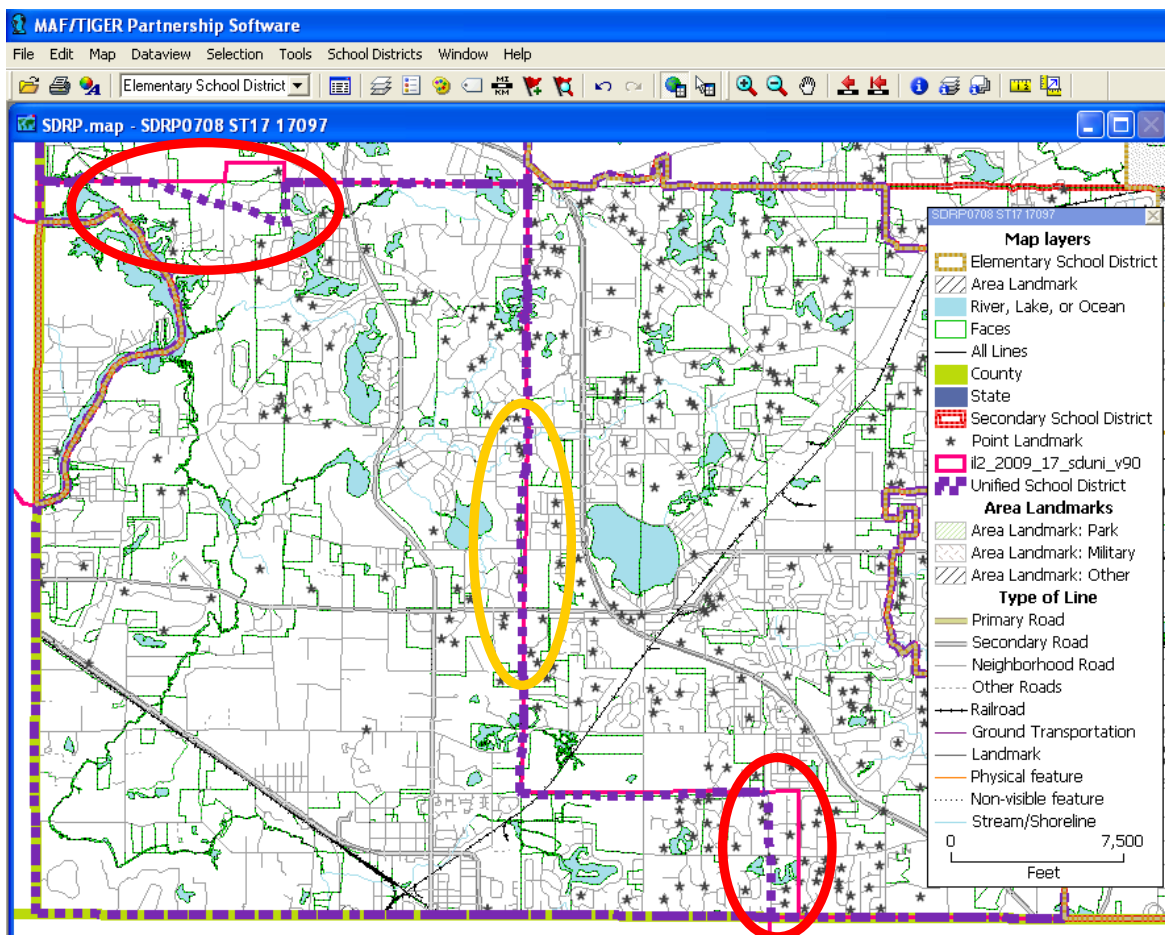 MAF/TIGER Partnership Software
File Edit Map Dataview Selection Tools School Districts Window Help
Elementary School District
MI
KM
SDRP.map - SDRP0708 ST17 17097
SDRP0708 ST17 17097
Map layers
Elementary School District
Area Landmark
River, Lake, or Ocean
Faces
All Lines
County
State
Secondary School District
Point Landmark
il2_2009_17_sduni_v90
Unified School District
Area Landmarks
Area Landmark: Park
Area Landmark: Military
Area Landmark: Other
Type of Line
Primary Road
Secondary Road
Neighborhood Road
Other Roads
Railroad
Ground Transportation
Landmark
Physical feature
Non-visible feature
Stream/Shoreline
0 7,500
Feet